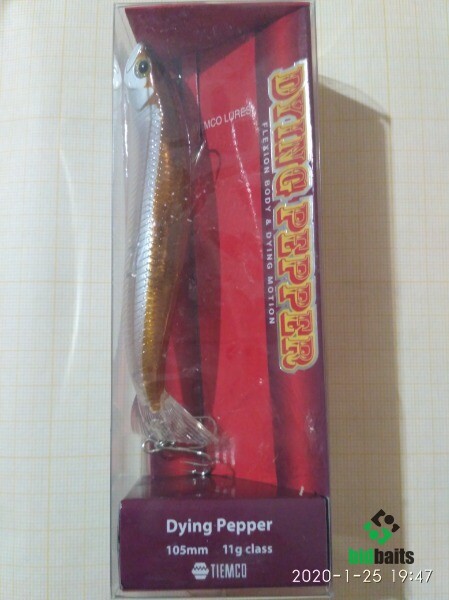 MCO LURES
DYING PEPPER
FLEXION BODY & DYING MOTION
Dying Pepper
105mm 11g class
TIEMCO
bidbaits
2020-1-25 19:47